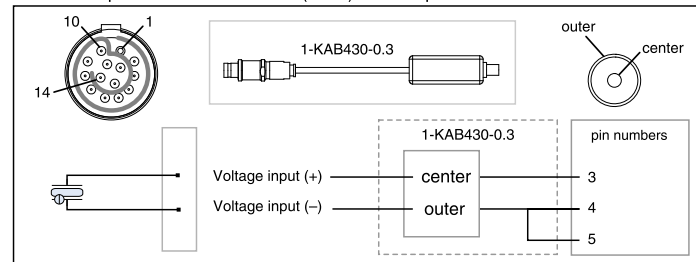 10
1
14
1-KAB430-0.3
outer
center
1-KAB430-0.3
pin numbers
Voltage input (+)
center
3
Voltage input (–)
outer
4
5